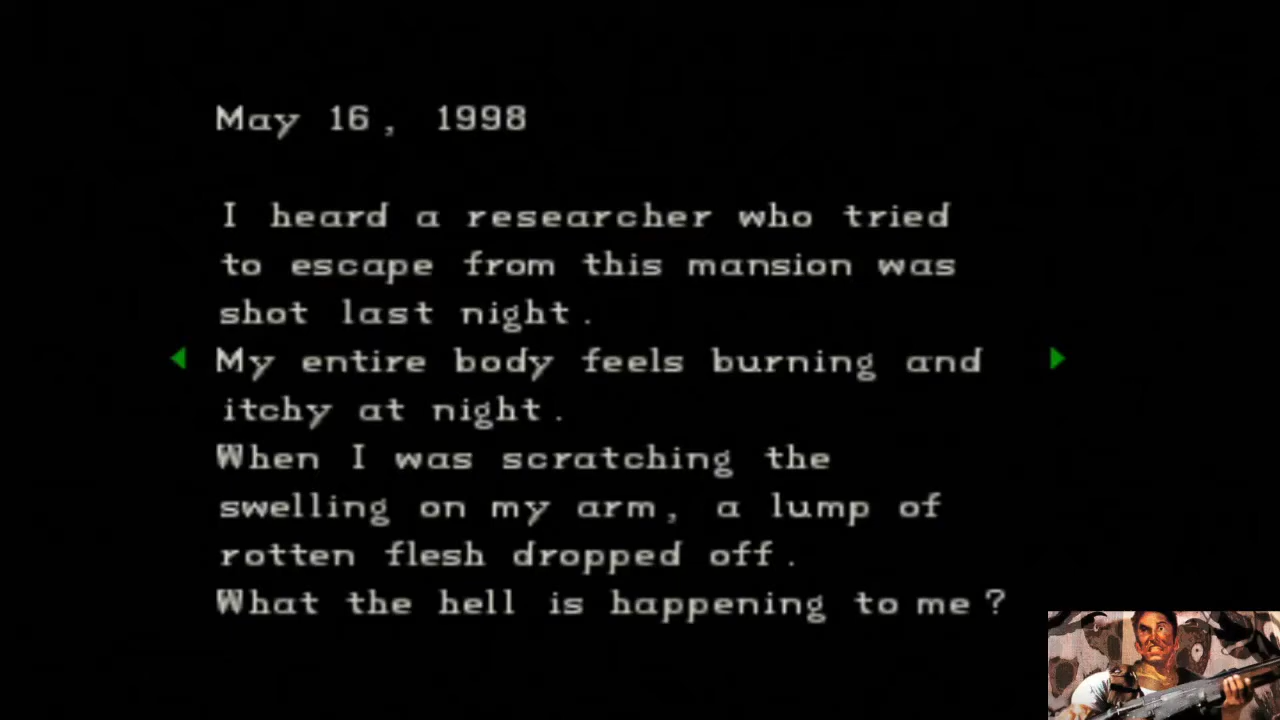 May 16, 1998
I heard a researcher who tried
to escape from this mansion was
shot last night.
My entire body feels burning and
itchy at night.
When I was scratching the
swelling on my arm, a lump of
rotten flesh dropped off.
What the hell is happening to me?